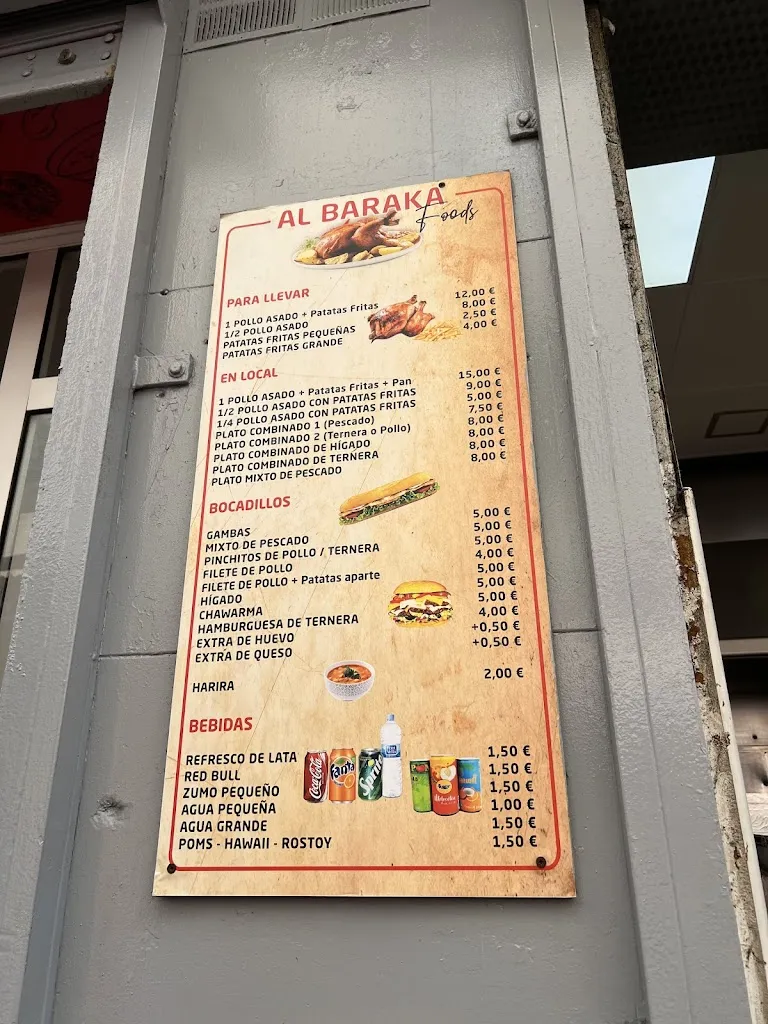 AL BARAKA
Foods
PARA LLEVAR
1 POLLO ASADO + Patatas Fritas 12,00 €
1/2 POLLO ASADO 8,00 €
PATATAS FRITAS PEQUEÑAS 2,50 €
PATATAS FRITAS GRANDE 4,00 €
EN LOCAL
1 POLLO ASADO + Patatas Fritas + Pan 15,00 €
1/2 POLLO ASADO CON PATATAS FRITAS 9,00 €
1/4 POLLO ASADO CON PATATAS FRITAS 5,00 €
PLATO COMBINADO 1 (Pescado) 7,50 €
PLATO COMBINADO 2 (Ternera o Pollo) 8,00 €
PLATO COMBINADO DE HÍGADO 8,00 €
PLATO COMBINADO DE TERNERA 8,00 €
PLATO MIXTO DE PESCADO 8,00 €
BOCADILLOS
GAMBAS 5,00 €
MIXTO DE PESCADO 5,00 €
PINCHITOS DE POLLO / TERNERA 5,00 €
FILETE DE POLLO 4,00 €
FILETE DE POLLO + Patatas aparte 5,00 €
HÍGADO 5,00 €
CHAWARMA 5,00 €
HAMBURGUESA DE TERNERA 4,00 €
EXTRA DE HUEVO +0,50 €
EXTRA DE QUESO +0,50 €
HARIRA 2,00 €
BEBIDAS
REFRESCO DE LATA 1,50 €
RED BULL 1,50 €
ZUMO PEQUEÑO 1,50 €
AGUA PEQUEÑA 1,00 €
AGUA GRANDE 1,50 €
POMS - HAWAII - ROSTOY 1,50 €
Coca-Cola
Fanta
Sprite